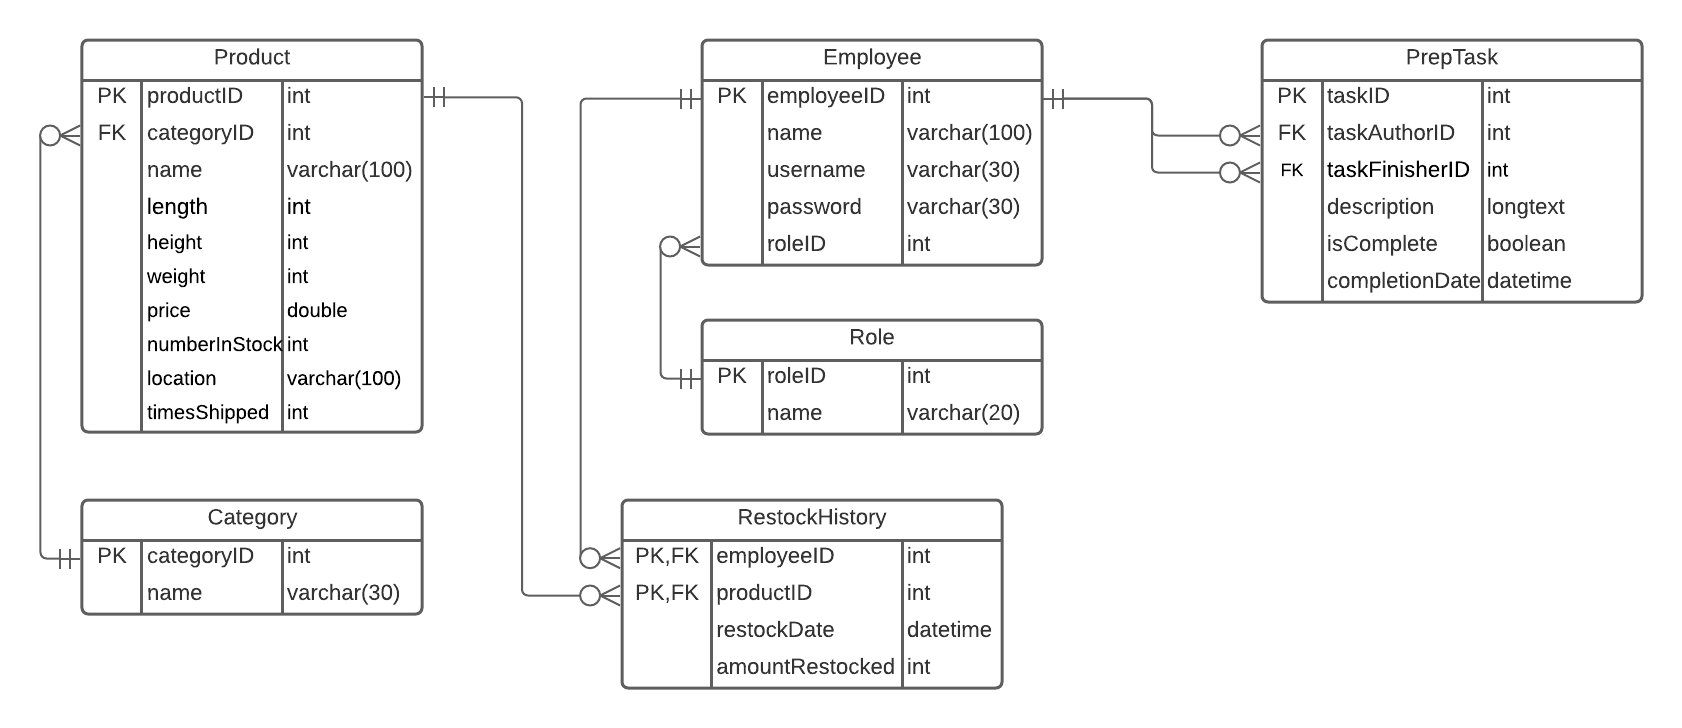 Product
PK productID int
FK categoryID int
name varchar(100)
length int
height int
weight int
price double
numberInStock int
location varchar(100)
timesShipped int
Category
PK categoryID int
name varchar(30)
Employee
PK employeeID int
name varchar(100)
username varchar(30)
password varchar(30)
roleID int
Role
PK roleID int
name varchar(20)
RestockHistory
PK,FK employeeID int
PK,FK productID int
restockDate datetime
amountRestocked int
PrepTask
PK taskID int
FK taskAuthorID int
FK taskFinisherID int
description longtext
isComplete boolean
completionDate datetime